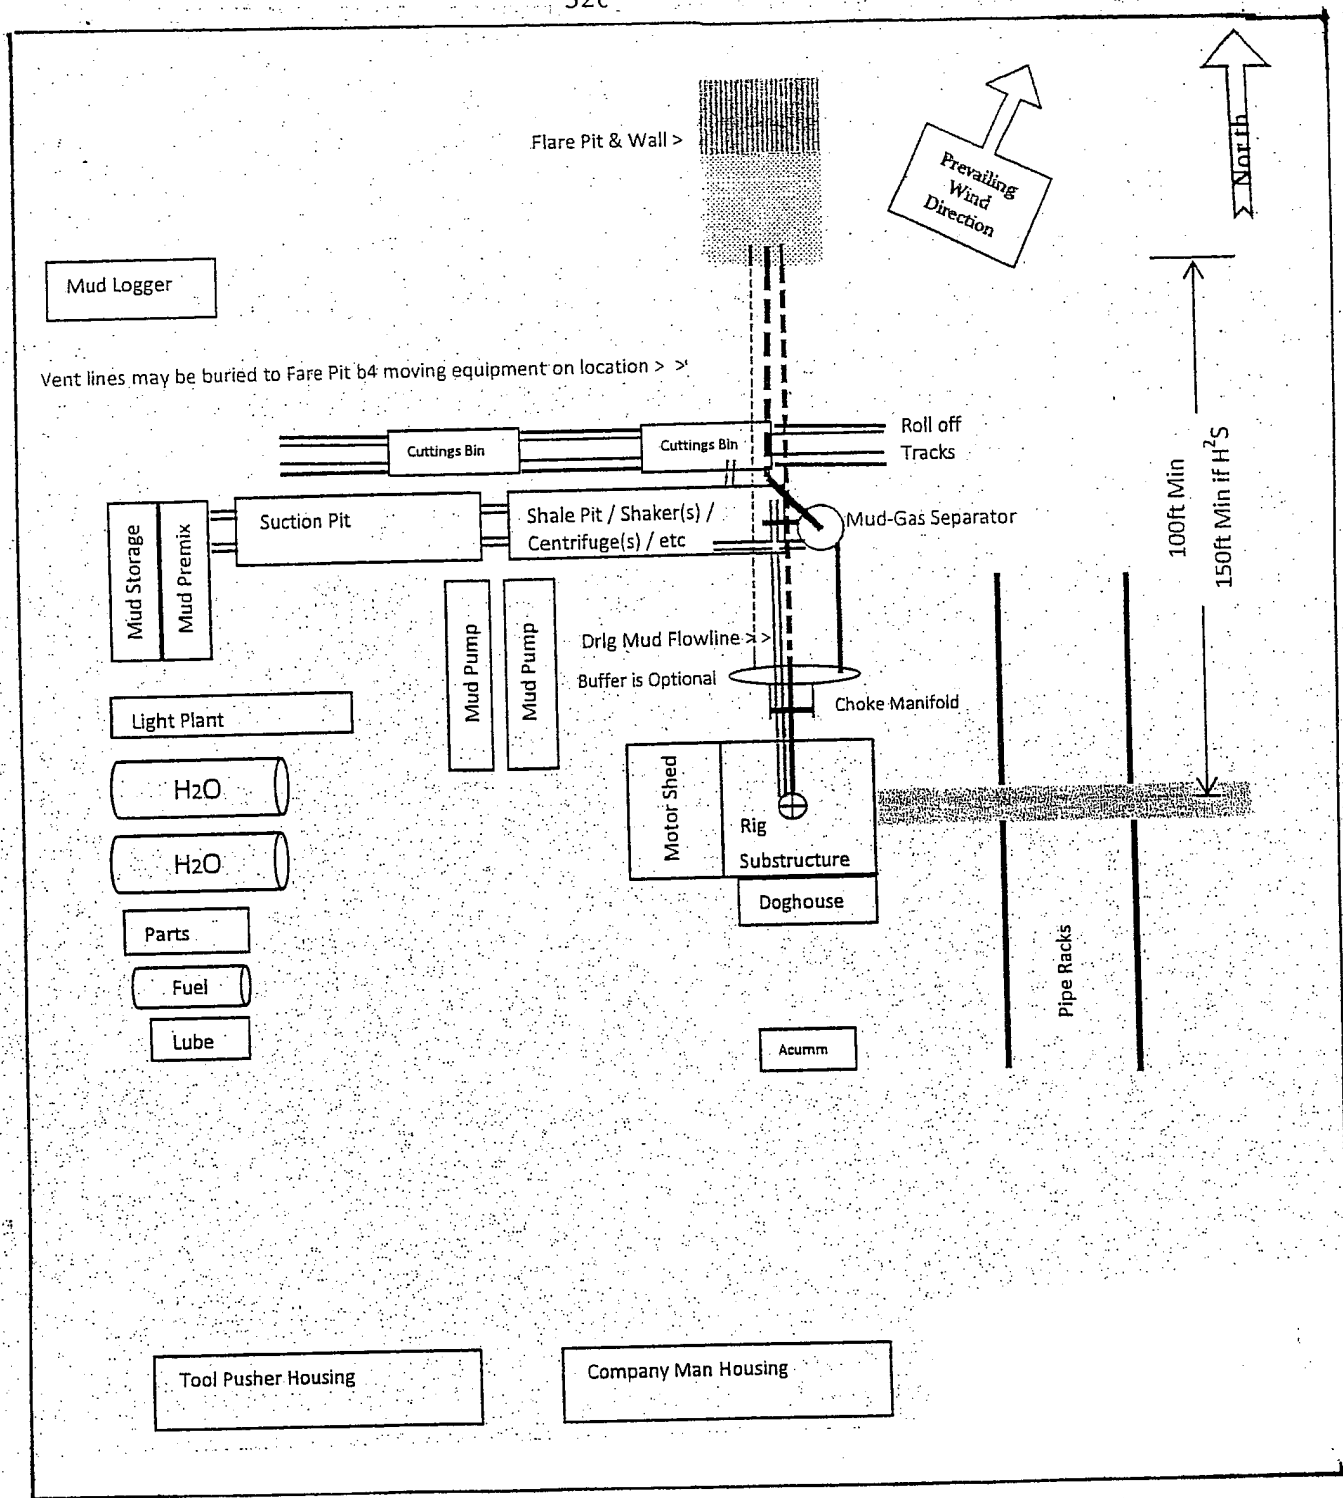 Flare Pit & Wall >
Prevailing
Wind
Direction
North
Mud Logger
Vent lines may be buried to Fare Pit b4 moving equipment on location > >
Cuttings Bin
Cuttings Bin
Roll off
Tracks
100ft Min
150ft Min if H²S
Mud Storage
Mud Premix
Suction Pit
Shale Pit / Shaker(s) /
Centrifuge(s) / etc
Mud-Gas Separator
Mud Pump
Mud Pump
Drlg Mud Flowline > >
Buffer is Optional
Choke Manifold
Light Plant
H2O
H2O
Motor Shed
Rig
Substructure
Doghouse
Parts
Fuel
Lube
Acumm
Pipe Racks
Tool Pusher Housing
Company Man Housing